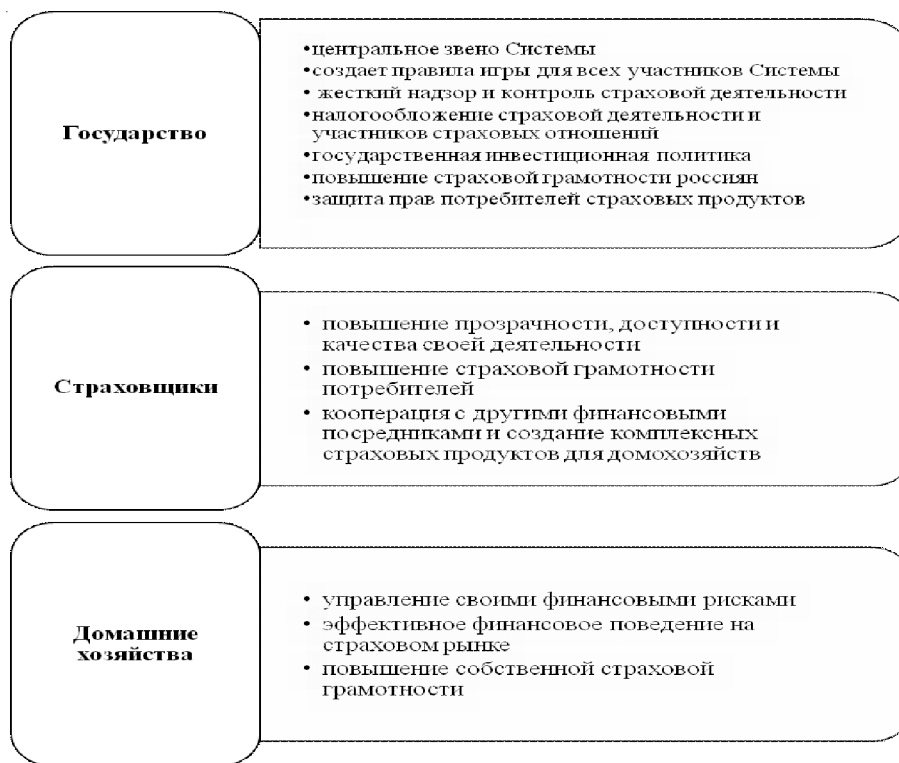 Государство
•центральное звено Системы
•создает правила игры для всех участников Системы
• жесткий надзор и контроль страховой деятельности
•налогообложение страховой деятельности и
участников страховых отношений
•государственная инвестиционная политика
•повышение страховой грамотности россиян
•защита прав потребителей страховых продуктов
Страховщики
• повышение прозрачности, доступности и
качества своей деятельности
• повышение страховой грамотности
потребителей
• кооперация с другими финансовыми
посредниками и создание комплексных
страховых продуктов для домохозяйств
Домашние
хозяйства
• управление своими финансовыми рисками
• эффективное финансовое поведение на
страховом рынке
• повышение собственной страховой
грамотности